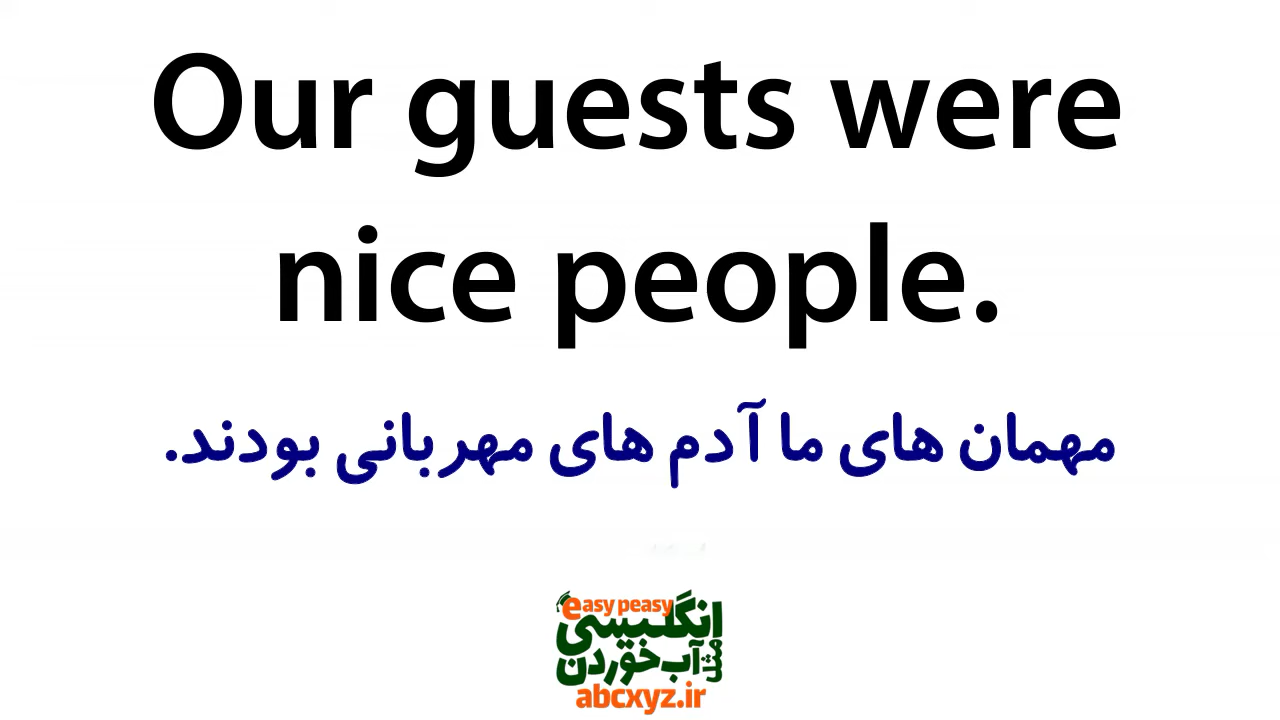 Our guests were
nice people.
مهمان های ما آدم های مهربانی بودند.
easy peasy
انگلیسی
مثل آب خوردن
abcxyz.ir